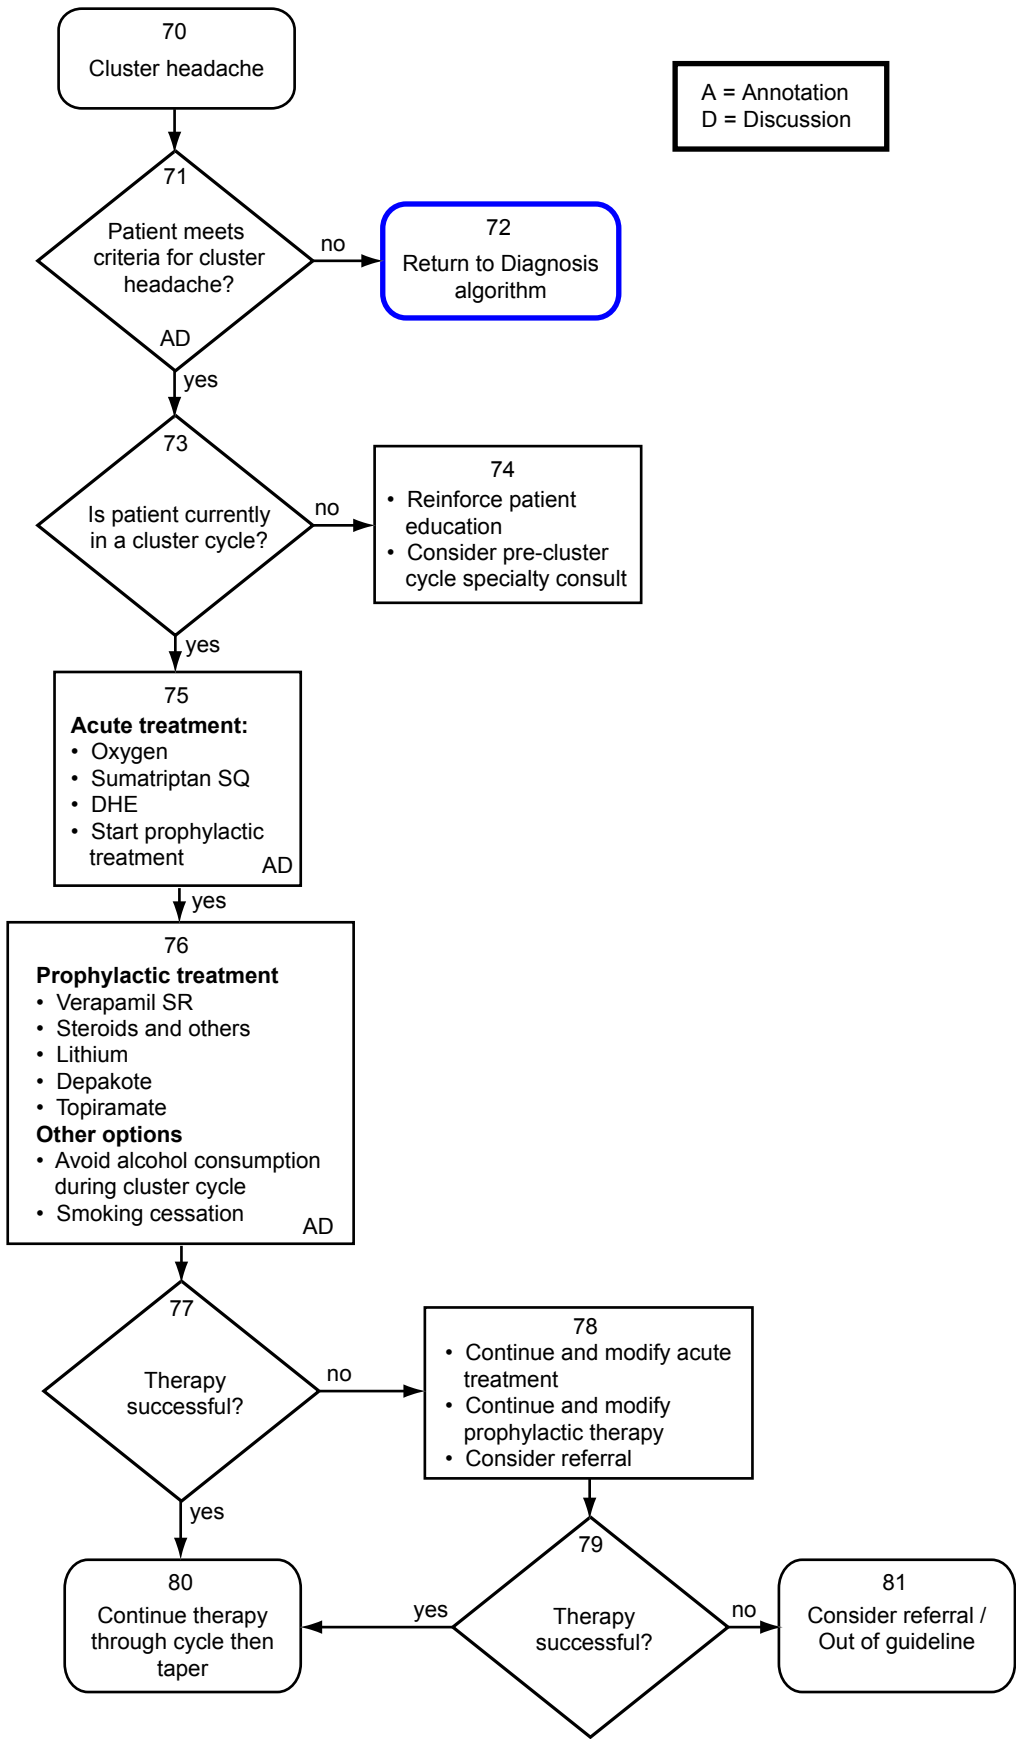 70
Cluster headache
A = Annotation
D = Discussion
71
Patient meets
criteria for cluster
headache?
AD
no
72
Return to Diagnosis
algorithm
yes
73
Is patient currently
in a cluster cycle?
no
74
• Reinforce patient
education
• Consider pre-cluster
cycle specialty consult
yes
75
Acute treatment:
• Oxygen
• Sumatriptan SQ
• DHE
• Start prophylactic
treatment
AD
yes
76
Prophylactic treatment
• Verapamil SR
• Steroids and others
• Lithium
• Depakote
• Topiramate
Other options
• Avoid alcohol consumption
during cluster cycle
• Smoking cessation
AD
77
Therapy
successful?
no
78
• Continue and modify acute
treatment
• Continue and modify
prophylactic therapy
• Consider referral
yes
79
Therapy
successful?
yes
no
80
Continue therapy
through cycle then
taper
81
Consider referral /
Out of guideline